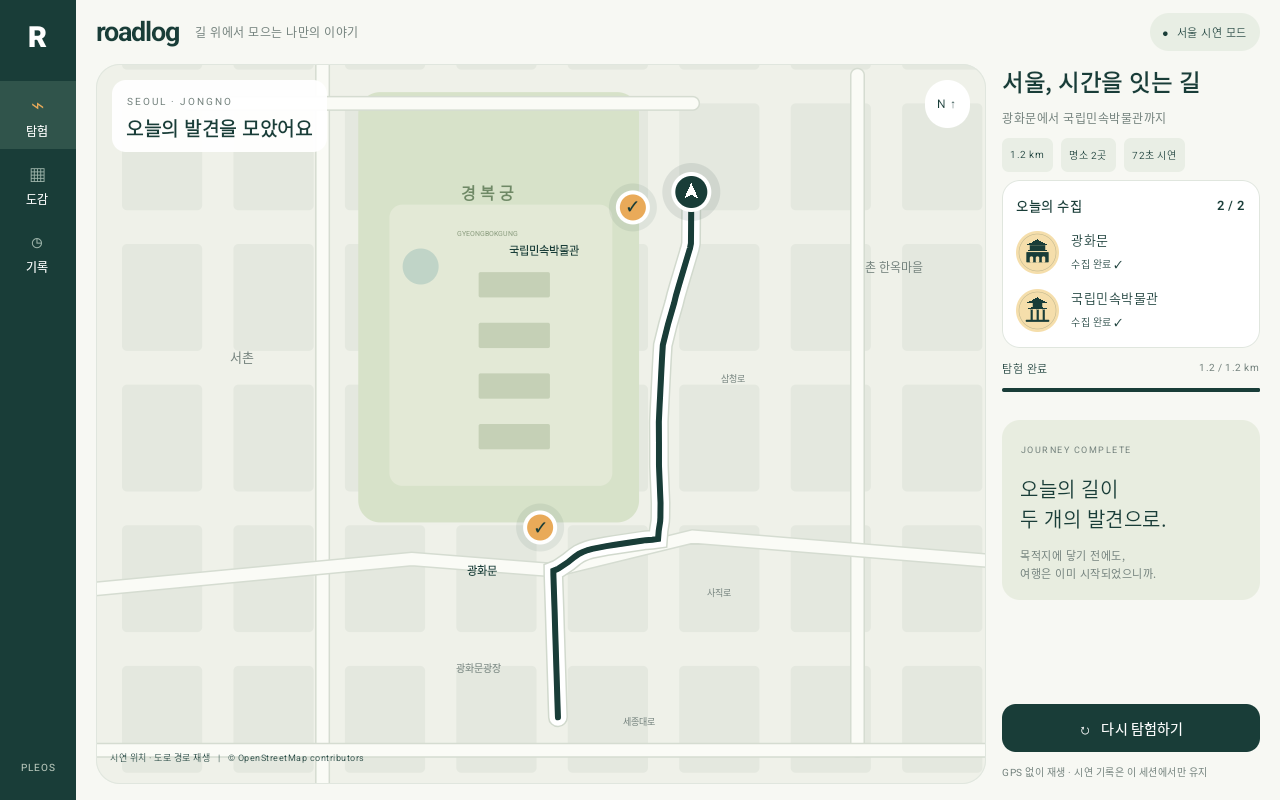 R
탐험
도감
기록
PLEOS
roadlog
길 위에서 모으는 나만의 이야기
● 서울 시연 모드
SEOUL · JONGNO
오늘의 발견을 모았어요
N ↑
경복궁
GYEONGBOKGUNG
국립민속박물관
촌 한옥마을
서촌
삼청로
광화문
사직로
광화문광장
세종대로
시연 위치 · 도로 경로 재생 | © OpenStreetMap contributors
서울, 시간을 잇는 길
광화문에서 국립민속박물관까지
1.2 km
명소 2곳
72초 시연
오늘의 수집 2 / 2
광화문
수집 완료 ✓
국립민속박물관
수집 완료 ✓
탐험 완료 1.2 / 1.2 km
JOURNEY COMPLETE
오늘의 길이
두 개의 발견으로.
목적지에 닿기 전에도,
여행은 이미 시작되었으니까.
↻ 다시 탐험하기
GPS 없이 재생 · 시연 기록은 이 세션에서만 유지